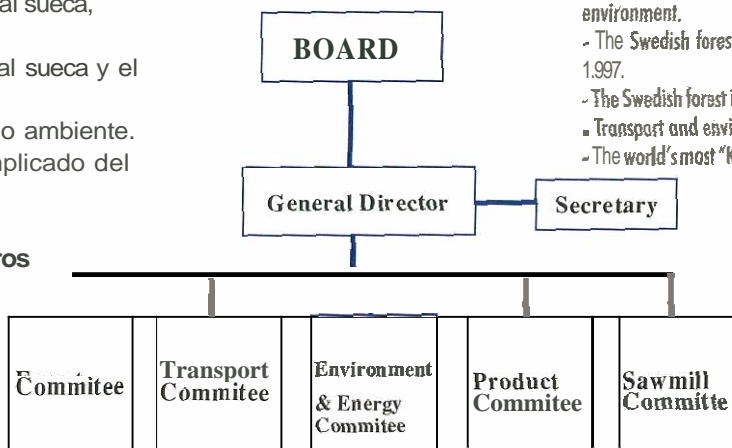 al sueca,
al sueca y el
o ambiente.
plicado del
ros
environment.
- The Swedish fores
1.997.
- The Swedish forest i
- Transport and envi
- The world's most "K
BOARD
General Director
Secretary
Commitee
Transport
Commitee
Environment
& Energy
Commitee
Product
Commitee
Sawmill
Committe